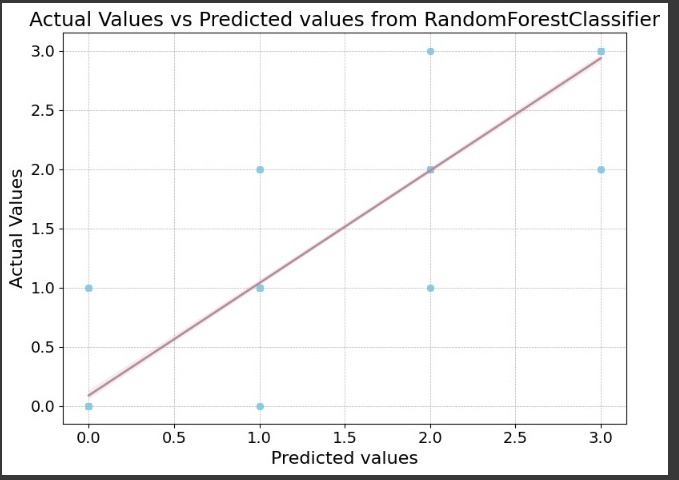 Actual Values vs Predicted values from RandomForestClassifier
3.0
2.5
2.0
1.5
1.0
0.5
0.0
Actual Values
0.0 0.5 1.0 1.5 2.0 2.5 3.0
Predicted values